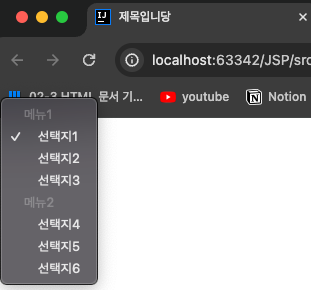 제목입니당
localhost:63342/JSP/src
02-3 HTML 문서 기... youtube Notion
메뉴1
✓ 선택지1
선택지2
선택지3
메뉴2
선택지4
선택지5
선택지6